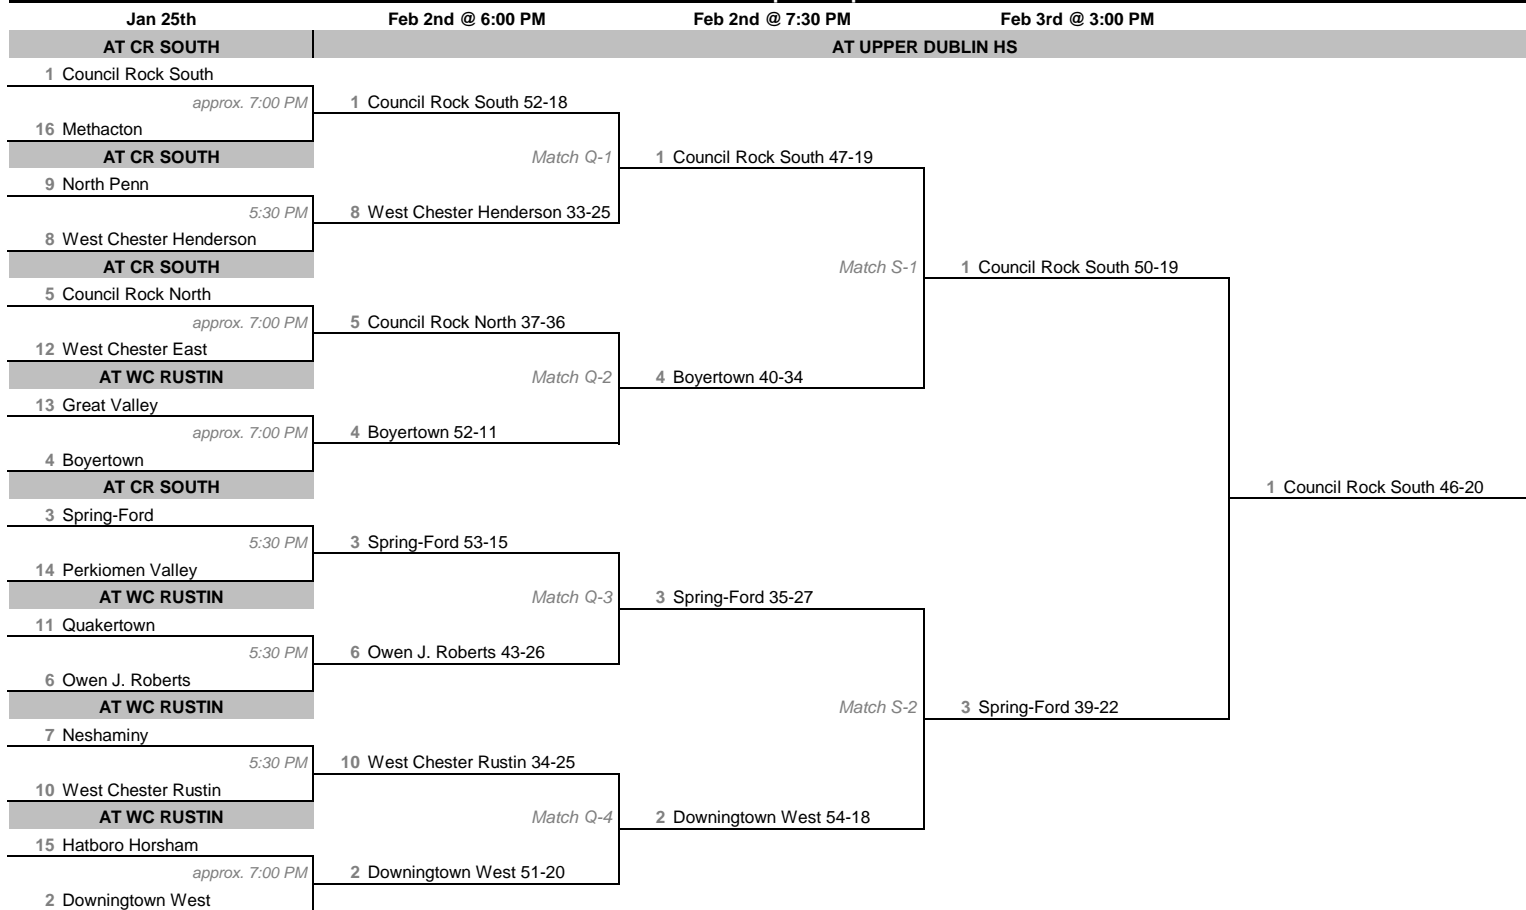 Jan 25th Feb 2nd @ 6:00 PM Feb 2nd @ 7:30 PM Feb 3rd @ 3:00 PM
AT CR SOUTH AT UPPER DUBLIN HS
1 Council Rock South
approx. 7:00 PM 1 Council Rock South 52-18
16 Methacton
AT CR SOUTH Match Q-1 1 Council Rock South 47-19
9 North Penn
5:30 PM 8 West Chester Henderson 33-25
8 West Chester Henderson
AT CR SOUTH Match S-1 1 Council Rock South 50-19
5 Council Rock North
approx. 7:00 PM 5 Council Rock North 37-36
12 West Chester East
AT WC RUSTIN Match Q-2 4 Boyertown 40-34
13 Great Valley
approx. 7:00 PM 4 Boyertown 52-11
4 Boyertown
AT CR SOUTH 1 Council Rock South 46-20
3 Spring-Ford
5:30 PM 3 Spring-Ford 53-15
14 Perkiomen Valley
AT WC RUSTIN Match Q-3 3 Spring-Ford 35-27
11 Quakertown
5:30 PM 6 Owen J. Roberts 43-26
6 Owen J. Roberts
AT WC RUSTIN Match S-2 3 Spring-Ford 39-22
7 Neshaminy
5:30 PM 10 West Chester Rustin 34-25
10 West Chester Rustin
AT WC RUSTIN Match Q-4 2 Downingtown West 54-18
15 Hatboro Horsham
approx. 7:00 PM 2 Downingtown West 51-20
2 Downingtown West